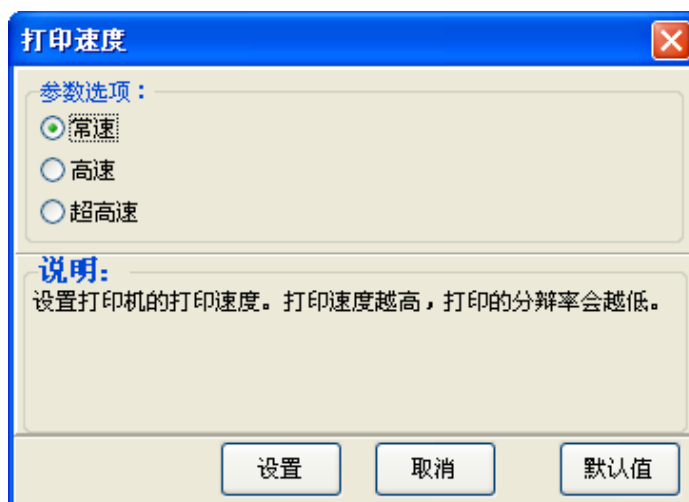 打印速度
参数选项：
常速
高速
超高速
说明:
设置打印机的打印速度。打印速度越高，打印的分辩率会越低。
设置 取消 默认值